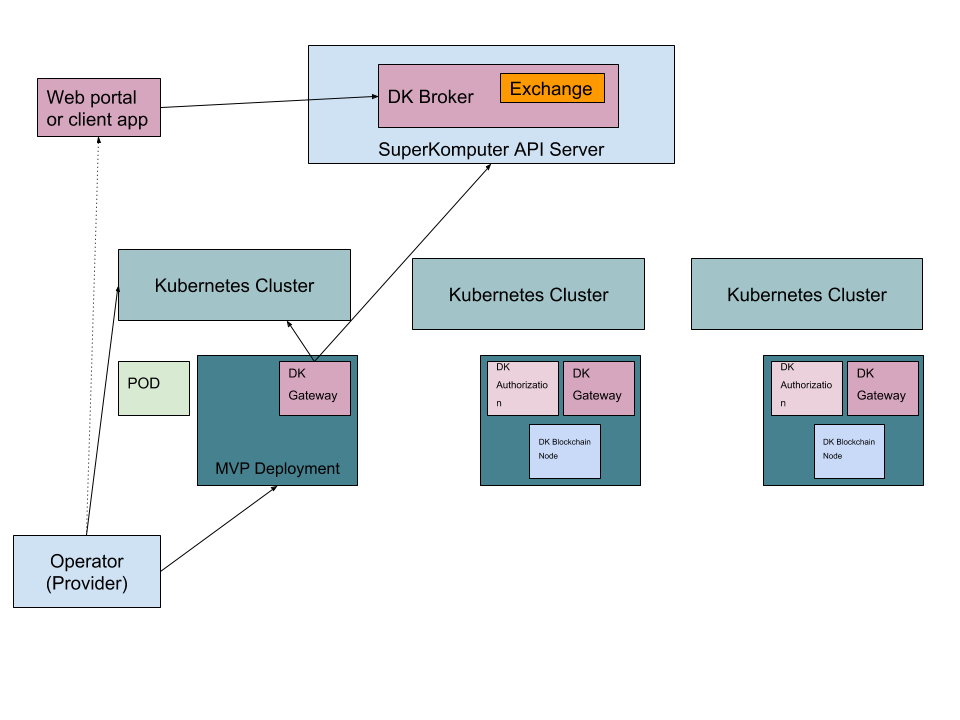 Exchange
DK Broker
Web portal
or client app
SuperKomputer API Server
Kubernetes Cluster
Kubernetes Cluster
Kubernetes Cluster
POD
DK
Gateway
MVP Deployment
DK
Authorizatio
n
DK
Gateway
DK Blockchain
Node
DK
Authorizatio
n
DK
Gateway
DK Blockchain
Node
Operator
(Provider)